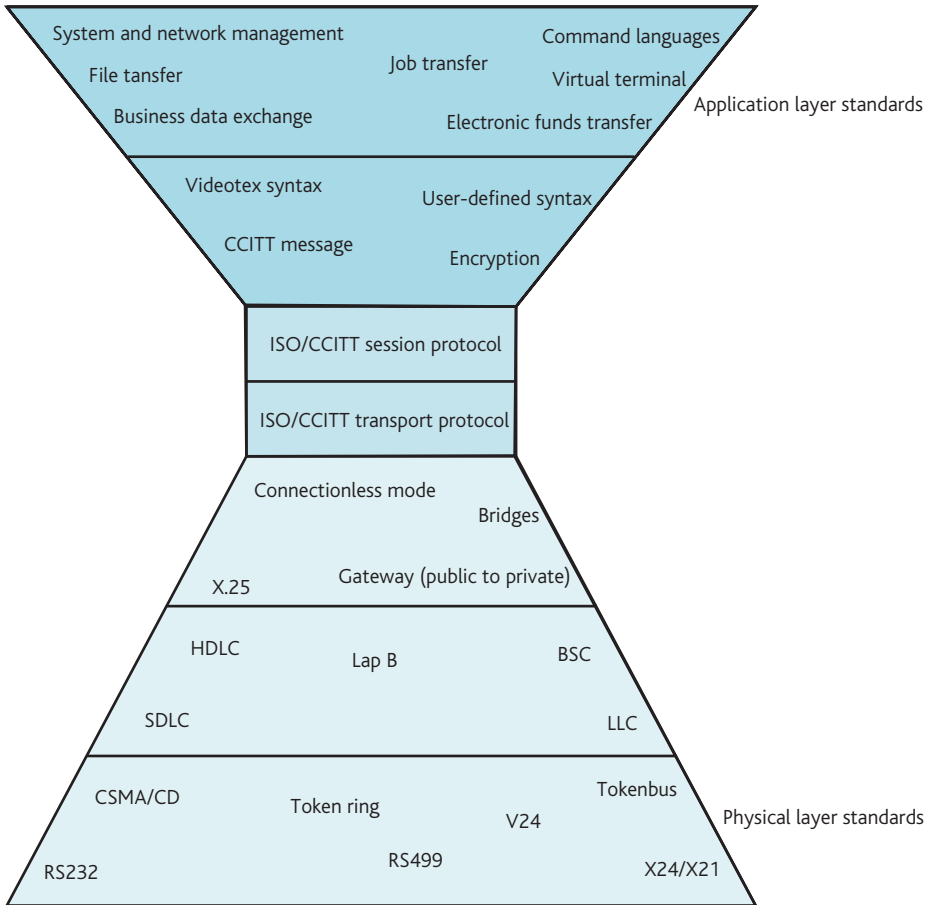 System and network management
Command languages
Job transfer
File tansfer
Virtual terminal
Application layer standards
Business data exchange
Electronic funds transfer
Videotex syntax
User-defined syntax
CCITT message
Encryption
ISO/CCITT session protocol
ISO/CCITT transport protocol
Connectionless mode
Bridges
X.25
Gateway (public to private)
HDLC
Lap B
BSC
SDLC
LLC
CSMA/CD
Token ring
Tokenbus
V24
Physical layer standards
RS232
RS499
X24/X21